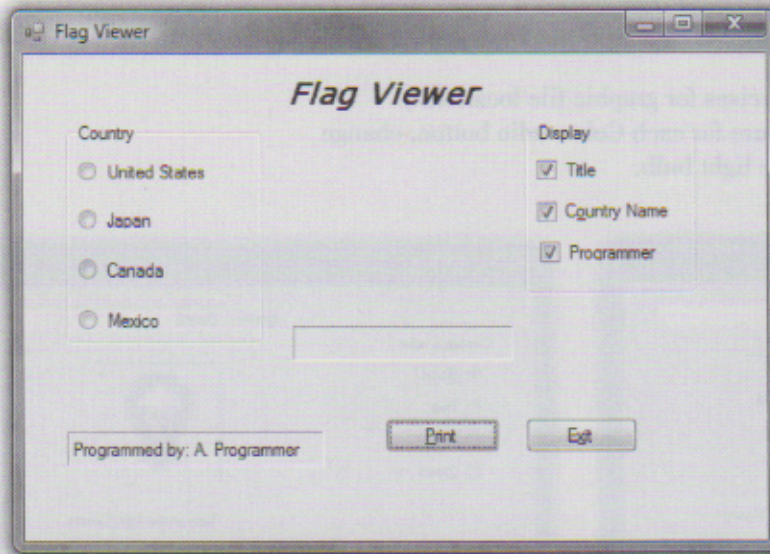 Flag Viewer
Flag Viewer
Country
United States
Japan
Canada
Mexico
Display
Title
Country Name
Programmer
Programmed by: A. Programmer
Print
Exit